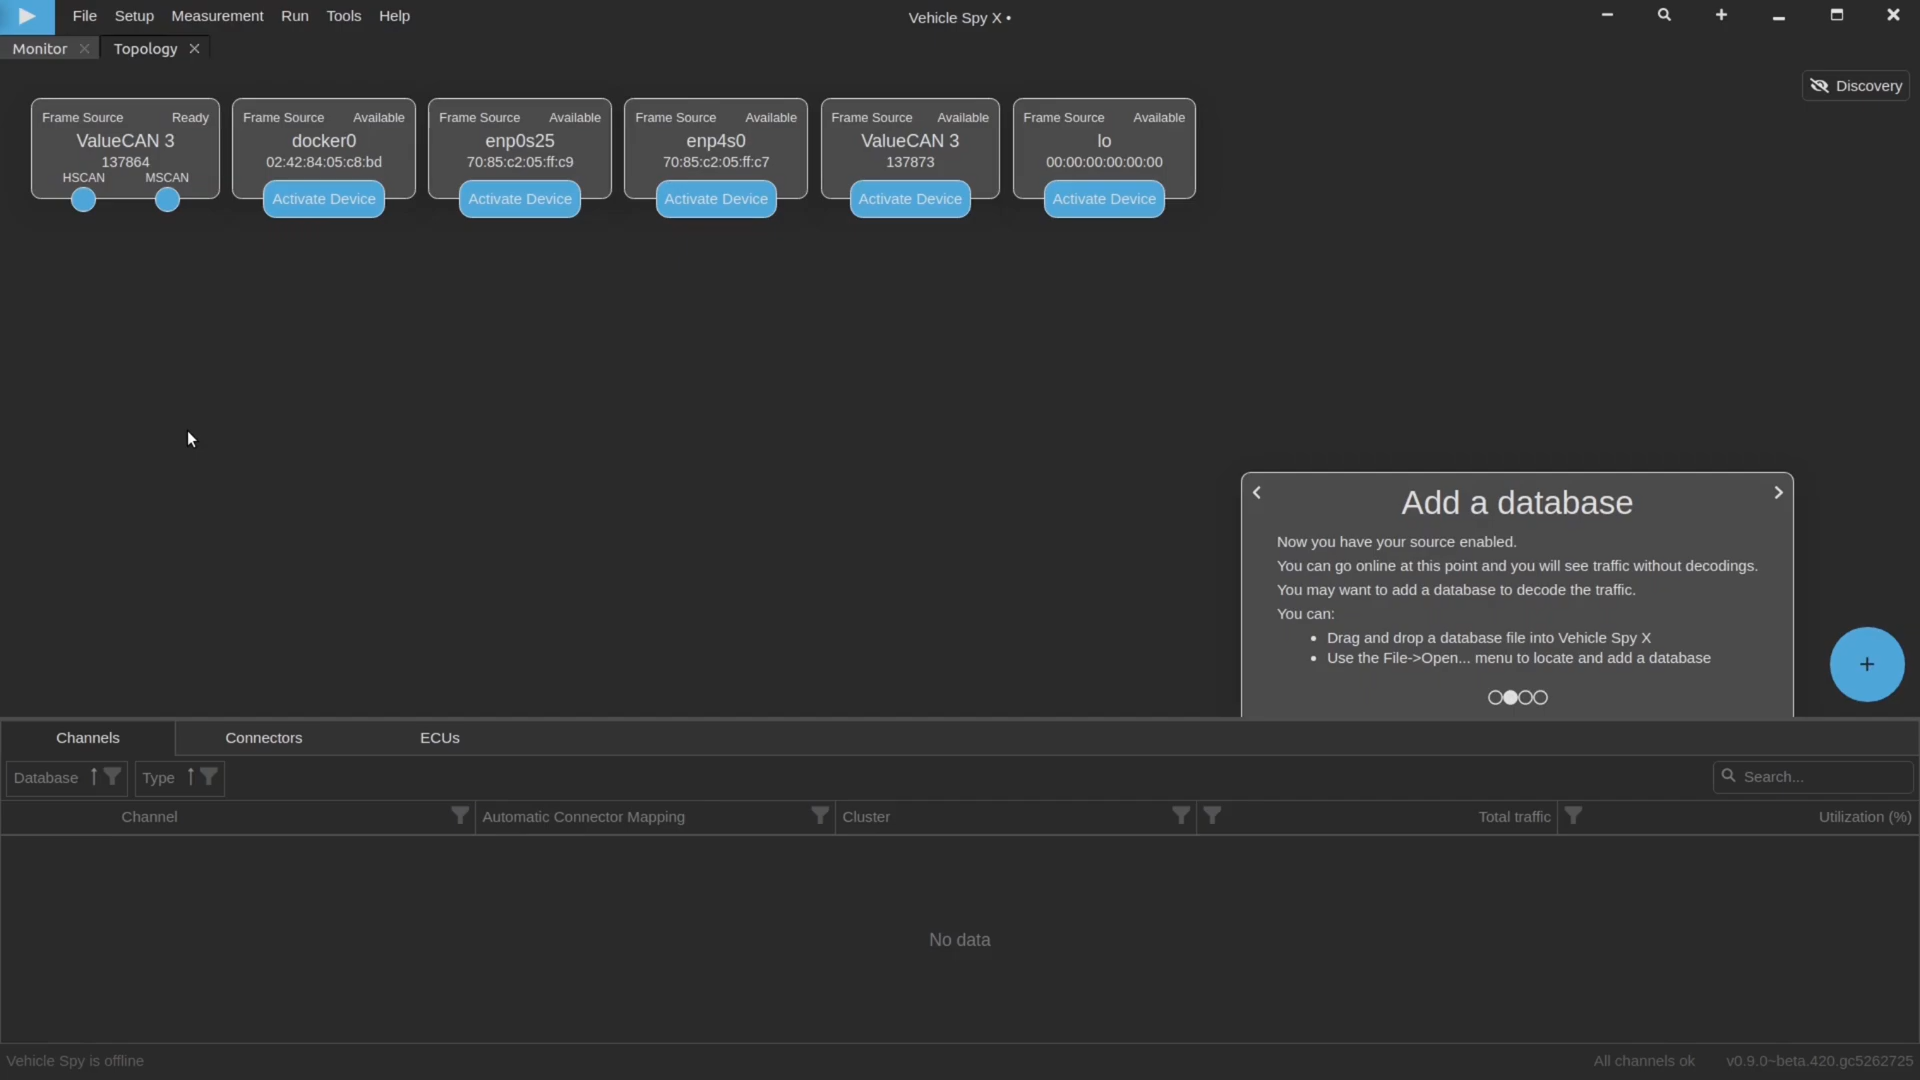 File Setup Measurement Run Tools Help
Vehicle Spy X •
Monitor Topology
Discovery
Frame Source Ready
ValueCAN 3
137864
HSCAN MSCAN
Frame Source Available
docker0
02:42:84:05:c8:bd
Activate Device
Frame Source Available
enp0s25
70:85:c2:05:ff:c9
Activate Device
Frame Source Available
enp4s0
70:85:c2:05:ff:c7
Activate Device
Frame Source Available
ValueCAN 3
137873
Activate Device
Frame Source Available
lo
00:00:00:00:00:00
Activate Device
Add a database
Now you have your source enabled.
You can go online at this point and you will see traffic without decodings.
You may want to add a database to decode the traffic.
You can:
• Drag and drop a database file into Vehicle Spy X
• Use the File->Open... menu to locate and add a database
Channels Connectors ECUs
Database Type Search...
Channel Automatic Connector Mapping Cluster Total traffic Utilization (%)
No data
Vehicle Spy is offline All channels ok v0.9.0~beta.420.gc5262725